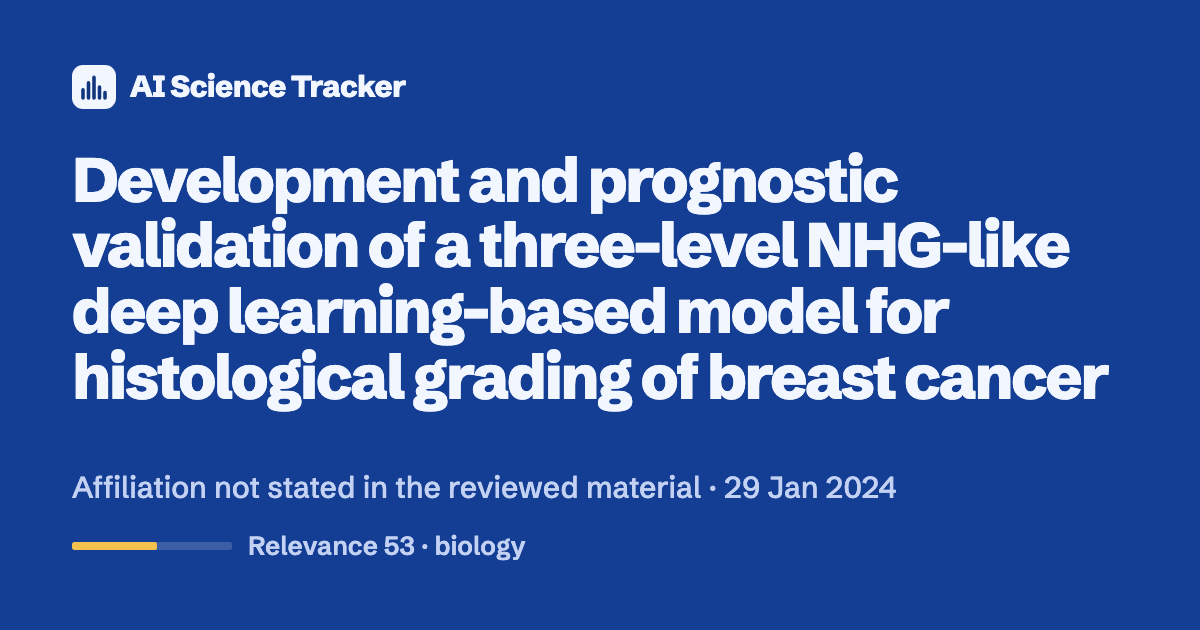 AI Science Tracker
Development and prognostic
validation of a three-level NHG-like
deep learning-based model for
histological grading of breast cancer
Affiliation not stated in the reviewed material · 29 Jan 2024
Relevance 53 · biology